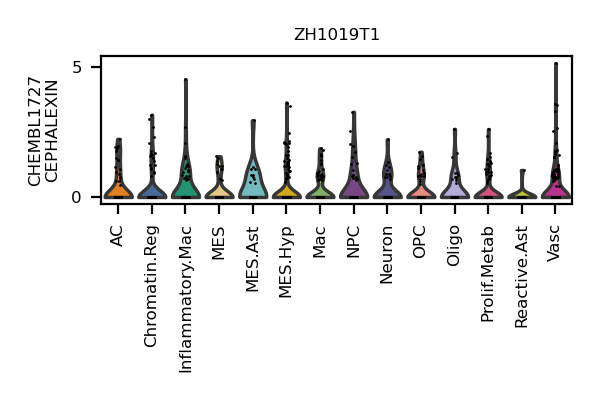 ZH1019T1
CHEMBL1727
CEPHALEXIN
5
0
AC
Chromatin.Reg
Inflammatory.Mac
MES
MES.Ast
MES.Hyp
Mac
NPC
Neuron
OPC
Oligo
Prolif.Metab
Reactive.Ast
Vasc